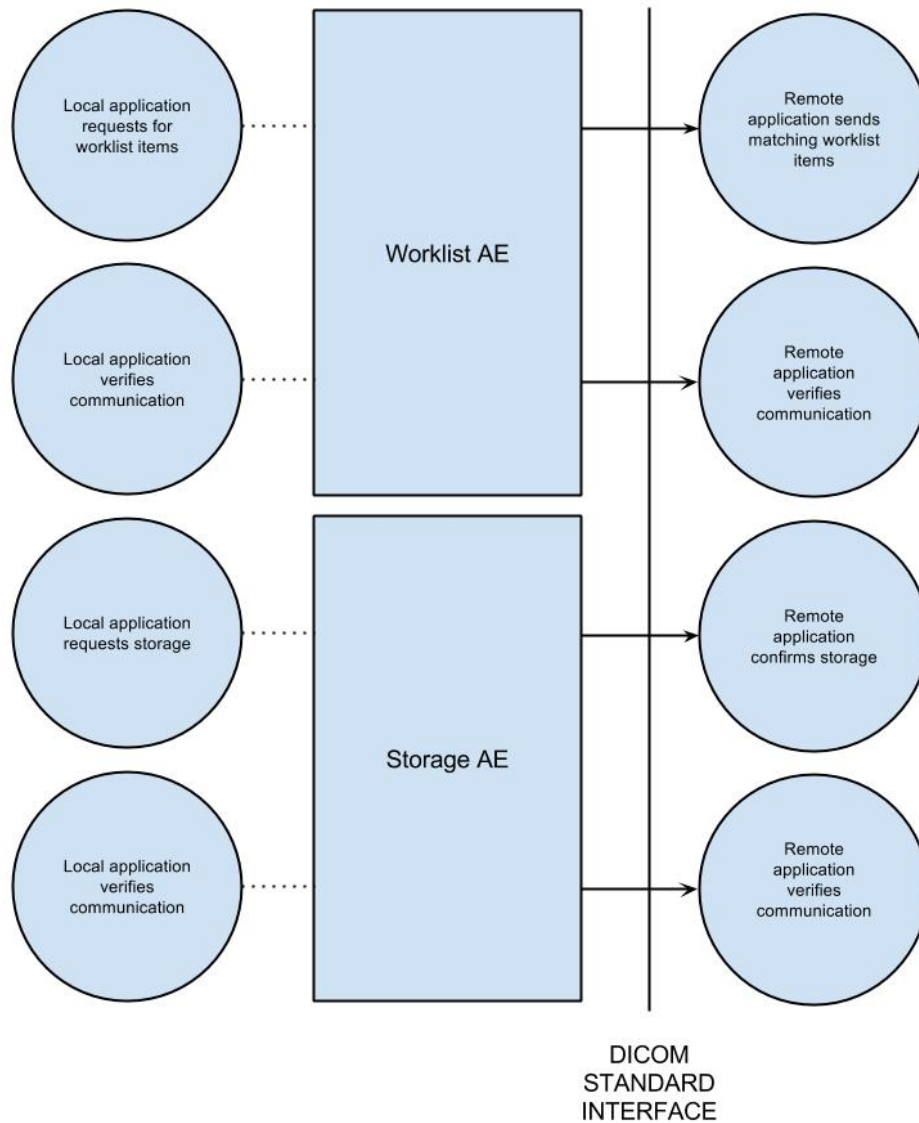 Local application
requests for
worklist items
Remote
application sends
matching worklist
items
Worklist AE
Local application
verifies
communication
Remote
application
verifies
communication
Local application
requests storage
Remote
application
confirms storage
Storage AE
Local application
verifies
communication
Remote
application
verifies
communication
DICOM
STANDARD
INTERFACE